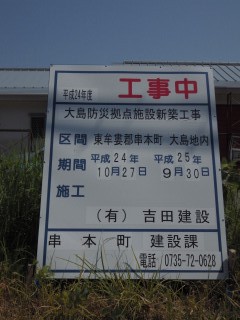 平成24年度 工事中
大島防災拠点施設新築工事
区間 東牟婁郡串本町 大島地内
期間 平成24年 10月27日 平成25年 9月30日
施工
（有） 吉田建設
串本町 建設課
電話 0735-72-0628